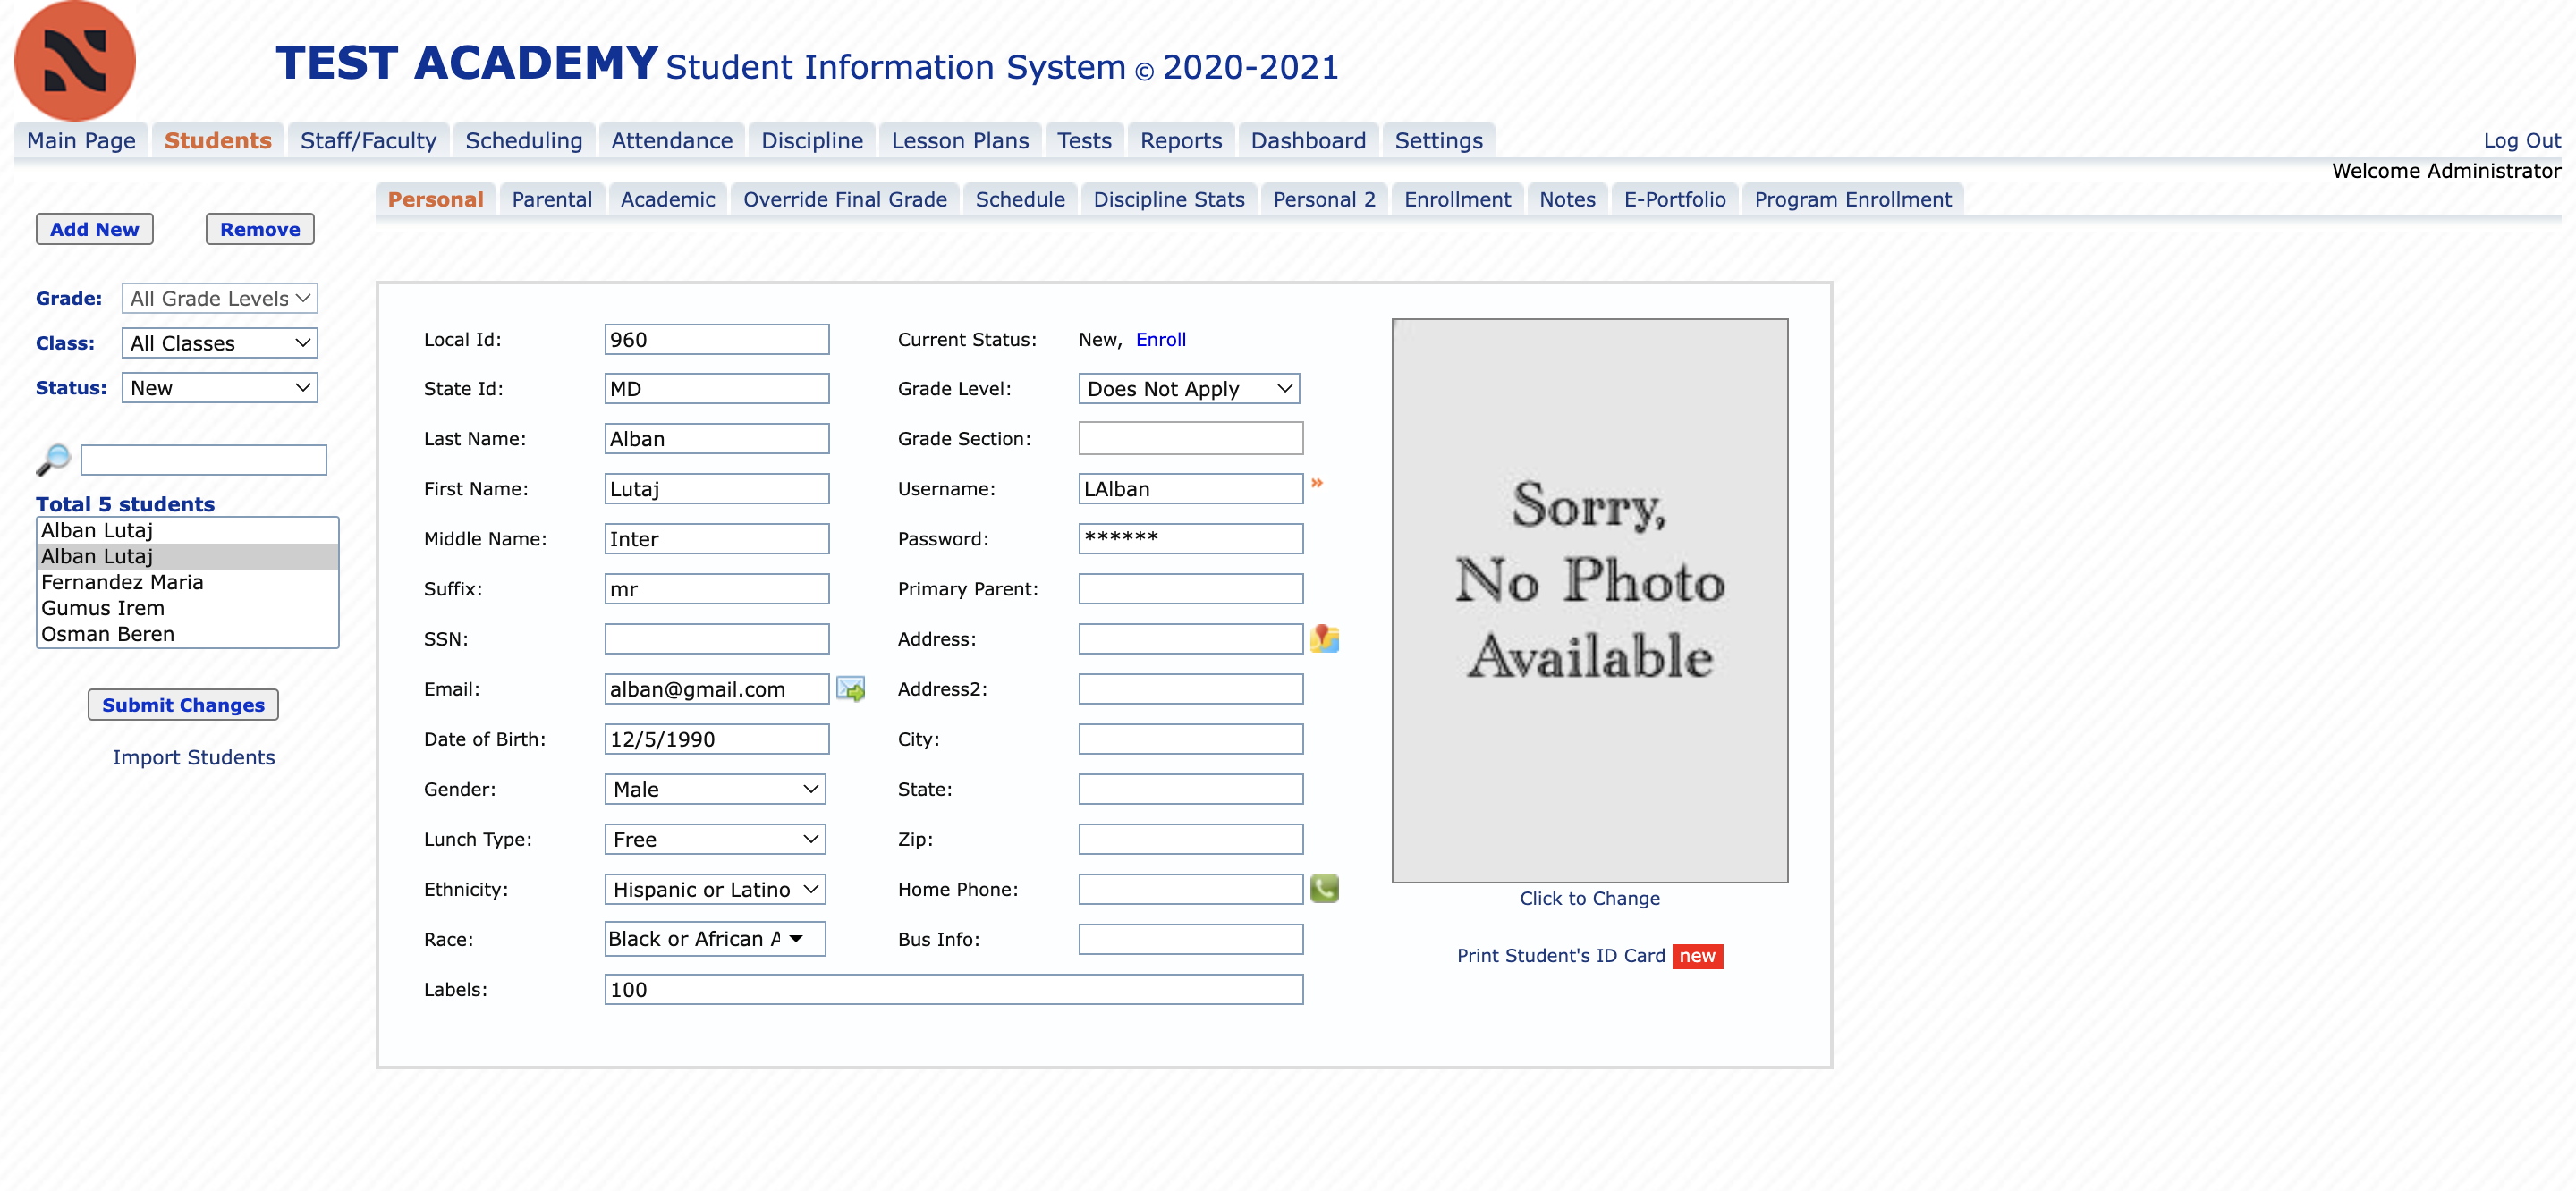 TEST ACADEMY Student Information System © 2020-2021
Main Page Students Staff/Faculty Scheduling Attendance Discipline Lesson Plans Tests Reports Dashboard Settings Log Out
Welcome Administrator
Personal Parental Academic Override Final Grade Schedule Discipline Stats Personal 2 Enrollment Notes E-Portfolio Program Enrollment
Add New Remove
Grade: All Grade Levels
Class: All Classes
Status: New
Total 5 students
Alban Lutaj
Alban Lutaj
Fernandez Maria
Gumus Irem
Osman Beren
Submit Changes
Import Students
Local Id: 960 Current Status: New, Enroll
State Id: MD Grade Level: Does Not Apply
Last Name: Alban Grade Section:
First Name: Lutaj Username: LAlban »
Middle Name: Inter Password: ******
Suffix: mr Primary Parent:
SSN: Address:
Email: alban@gmail.com Address2:
Date of Birth: 12/5/1990 City:
Gender: Male State:
Lunch Type: Free Zip:
Ethnicity: Hispanic or Latino Home Phone:
Race: Black or African A Bus Info:
Labels: 100
Sorry,
No Photo
Available
Click to Change
Print Student's ID Card new